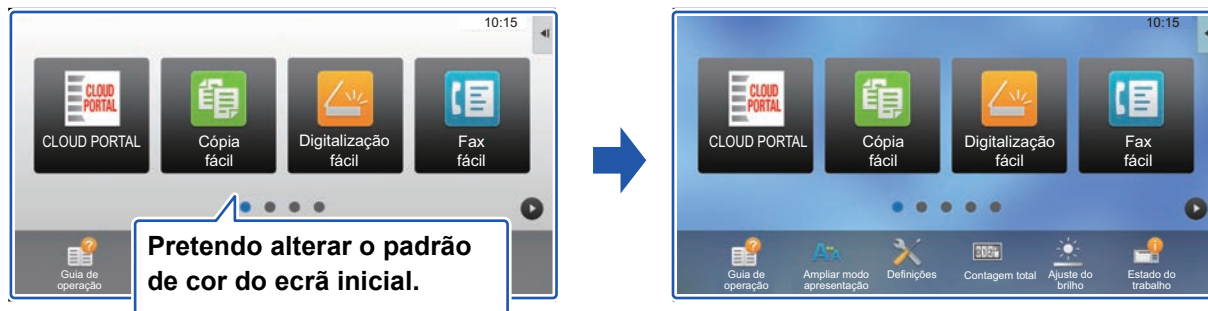 10:15
CLOUD
PORTAL
CLOUD PORTAL
Cópia
fácil
Digitalização
fácil
Fax
fácil
Pretendo alterar o padrão
de cor do ecrã inicial.
Guia de
operação
10:15
CLOUD
PORTAL
CLOUD PORTAL
Cópia
fácil
Digitalização
fácil
Fax
fácil
Guia de
operação
Ampliar modo
apresentação
Definições
Contagem total
Ajuste do
brilho
Estado do
trabalho